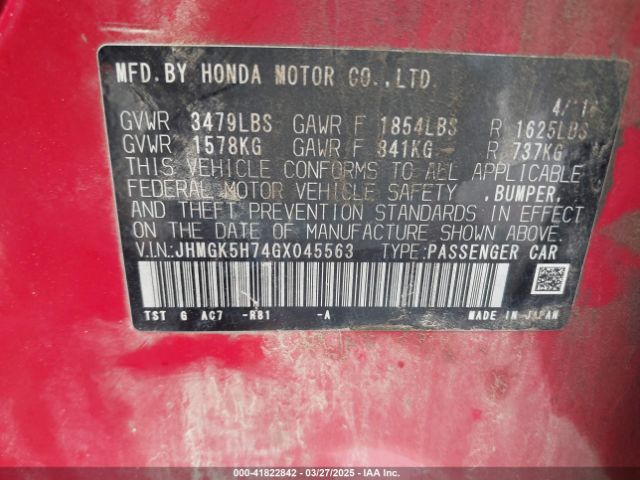 MFD.BY HONDA MOTOR CO.,LTD.
GVWR 3479LBS GAWR F 1854LBS R 1625LBS
GVWR 1578KG GAWR F 841KG R 737KG
THIS VEHICLE CONFORMS TO ALL APPLICABLE
FEDERAL MOTOR VEHICLE SAFETY ,BUMPER,
AND THEFT PREVENTION STANDARDS IN EFFECT
ON THE DATE OF MANUFACTURE SHOWN ABOVE.
V.IN:JHMGK5H74GX045563 TYPE:PASSENGER CAR
TST G AC7 -R81 -A MADE IN JAPAN
000-41822842 / 03/27/2025 - IAA Inc.